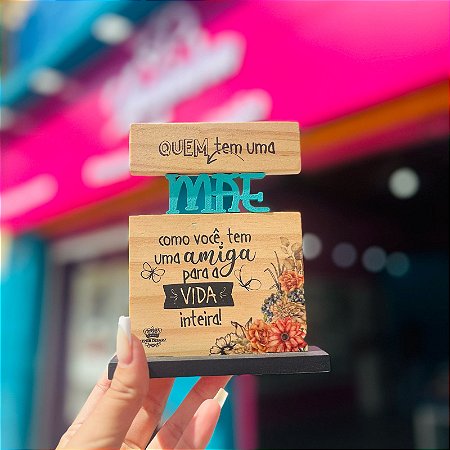 QUEM tem uma
MÃE
como você, tem
uma amiga
para a
VIDA
inteira!